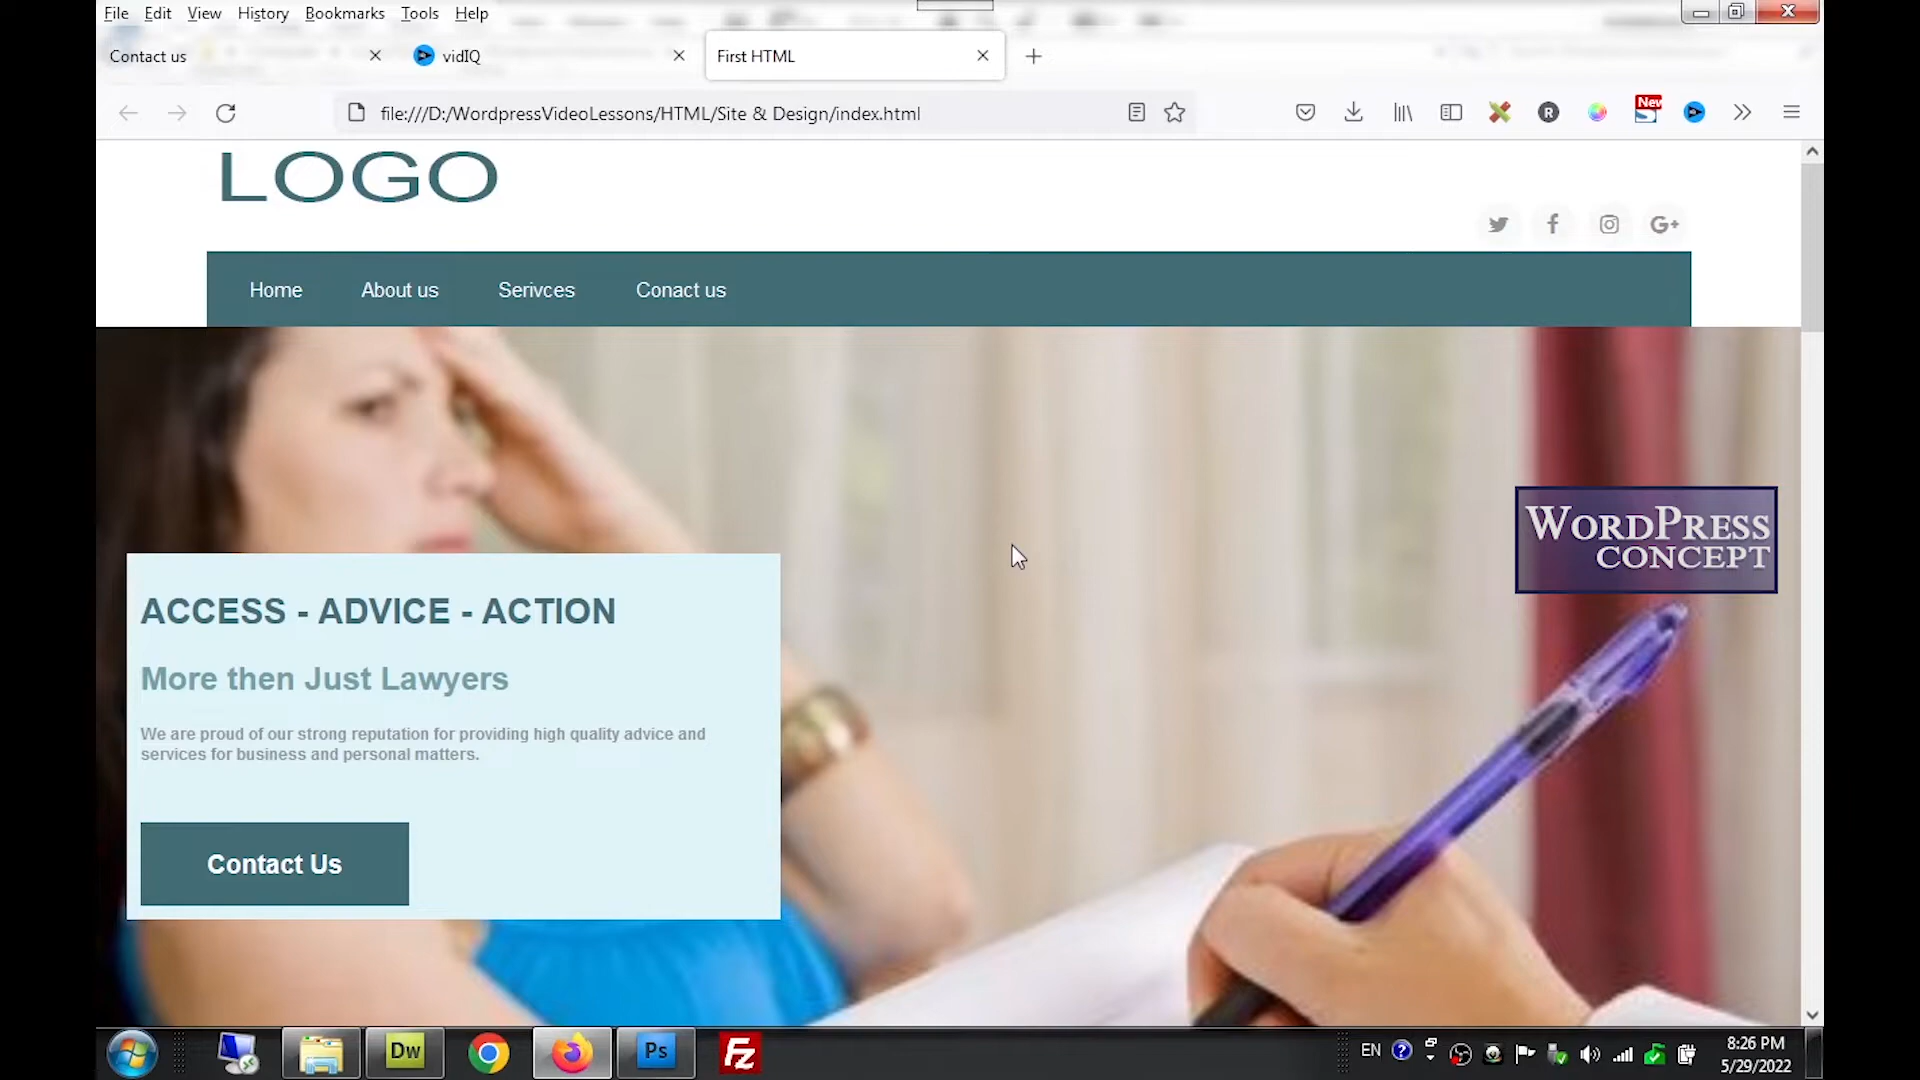 File Edit View History Bookmarks Tools Help
Contact us
vidIQ
First HTML
file:///D:/WordpressVideoLessons/HTML/Site & Design/index.html
New
LOGO
G+
Home About us Serivces Conact us
WORDPRESS
CONCEPT
ACCESS - ADVICE - ACTION
More then Just Lawyers
We are proud of our strong reputation for providing high quality advice and
services for business and personal matters.
Contact Us
Dw
Ps
Fz
EN
8:26 PM
5/29/2022